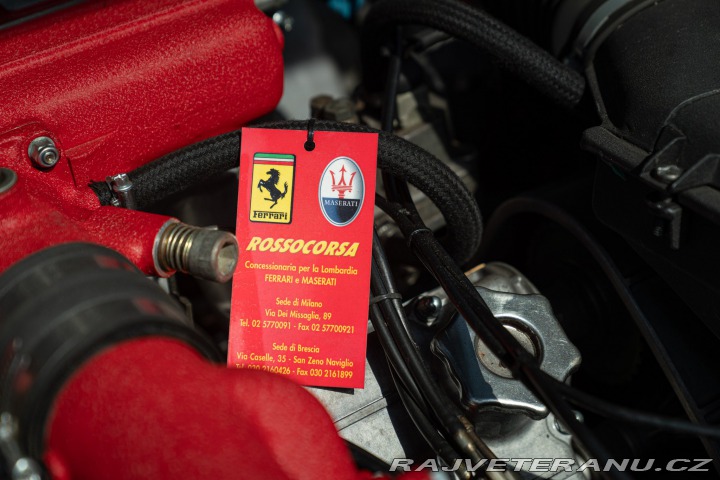 Ferrari
MASERATI
ROSSOCORSA
Concessionaria per la Lombardia
FERRARI e MASERATI
Sede di Milano
Via Dei Missaglia, 89
Tel. 02 5770091 - Fax 02 57700921
Sede di Brescia
Via Caselle, 35 - San Zeno Naviglio
Tel. 030 2160426 - Fax 030 2161899
RAJVETERANU.CZ